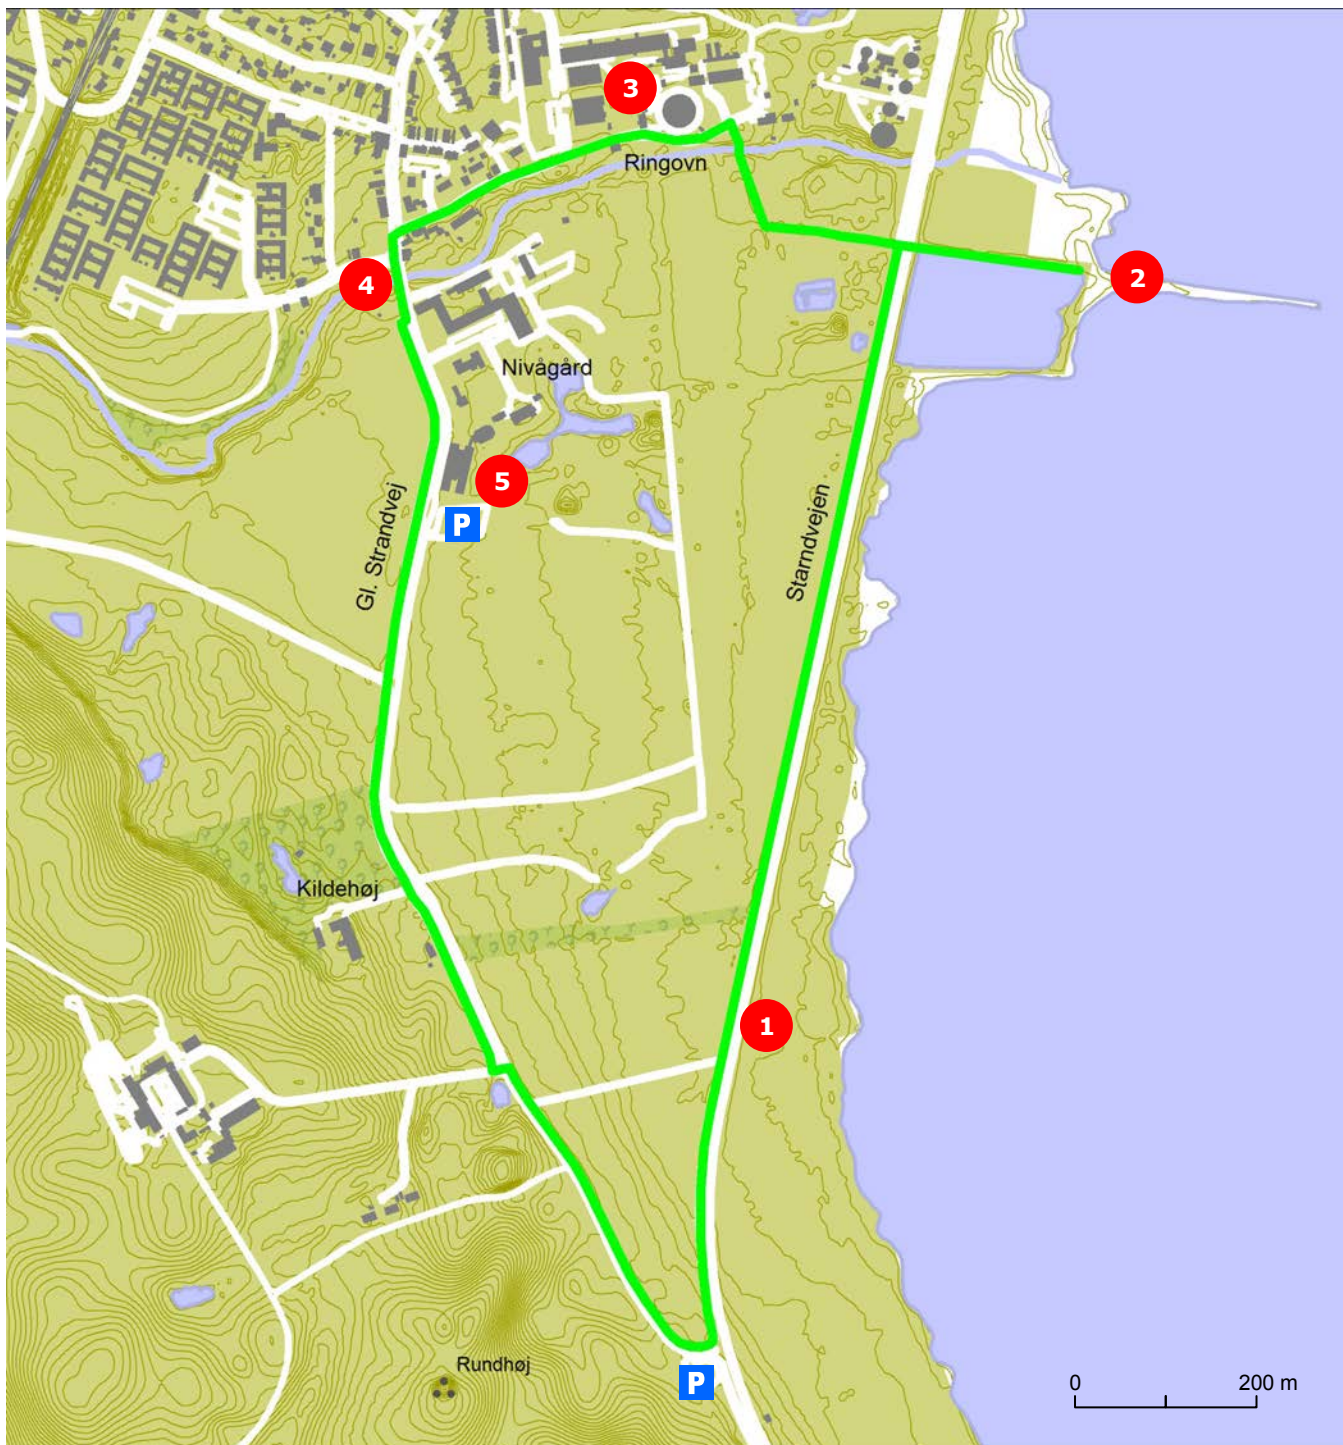 3
Ringovn
2
4
Nivågård
5
P
Gl. Strandvej
Starndvejen
Kildehøj
1
Rundhøj
P
0 200 m